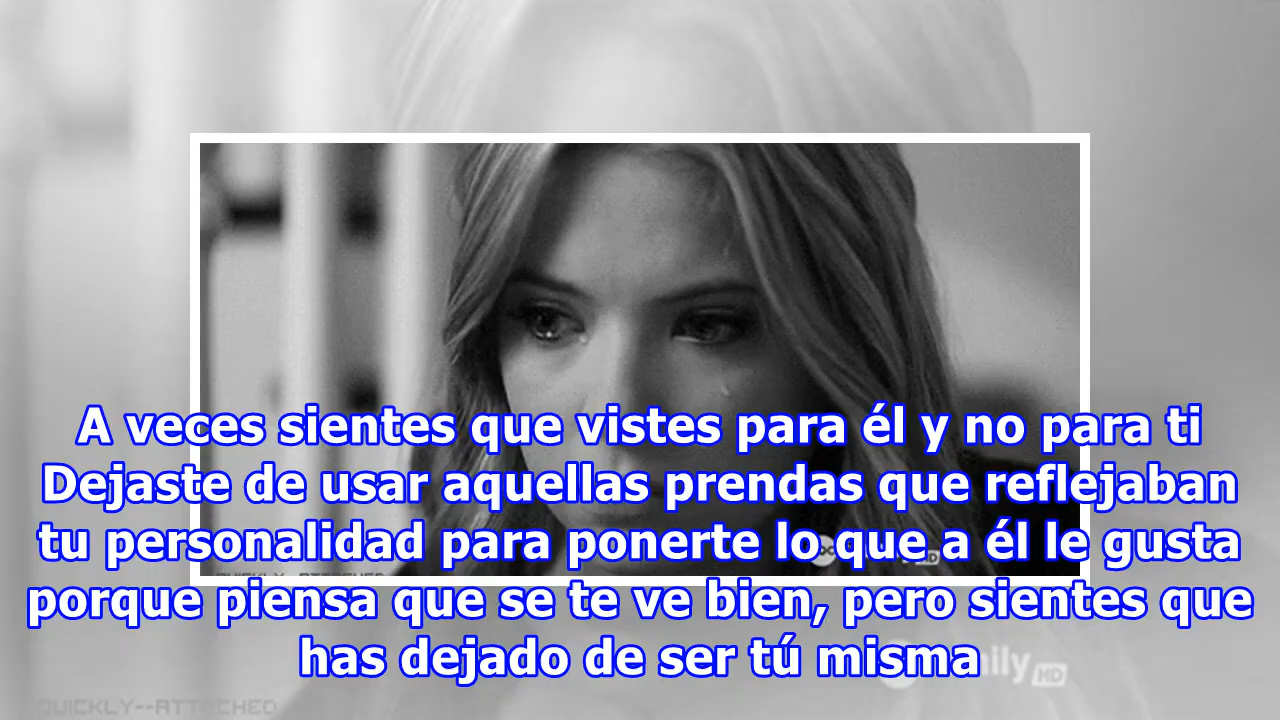 A veces sientes que vistes para él y no para ti
Dejaste de usar aquellas prendas que reflejaban
tu personalidad para ponerte lo que a él le gusta
porque piensa que se te ve bien, pero sientes que
has dejado de ser tú misma
HD
QUICKLY--ATTACHED